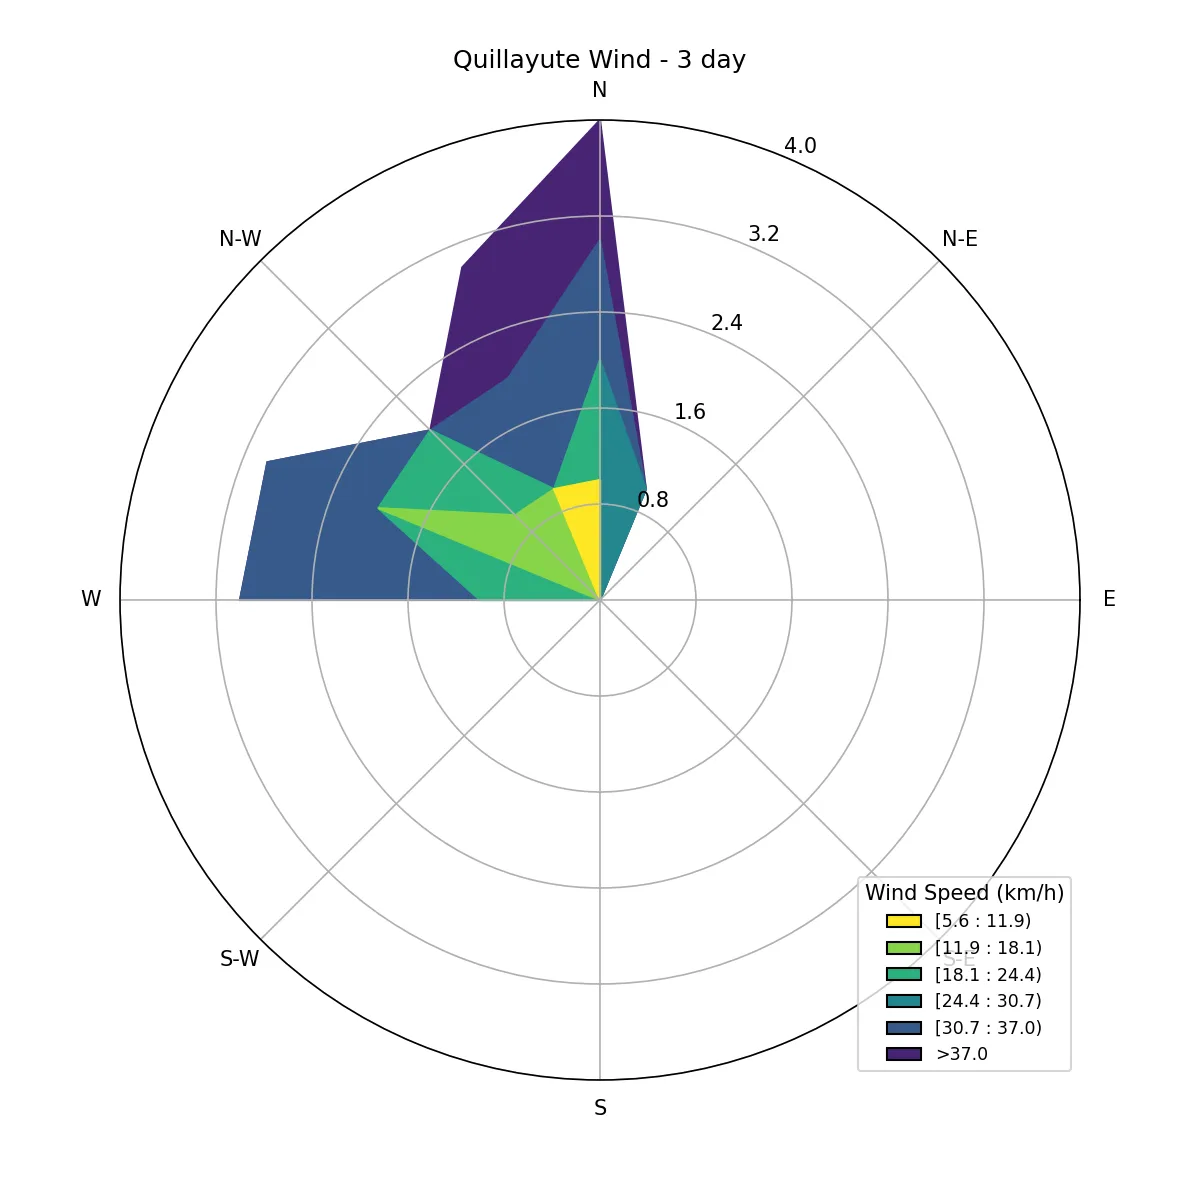 Quillayute Wind - 3 day
N
4.0
N-W
3.2
N-E
2.4
1.6
0.8
W
E
Wind Speed (km/h)
[5.6 : 11.9)
[11.9 : 18.1)
S-W
S-E
[18.1 : 24.4)
[24.4 : 30.7)
[30.7 : 37.0)
>37.0
S